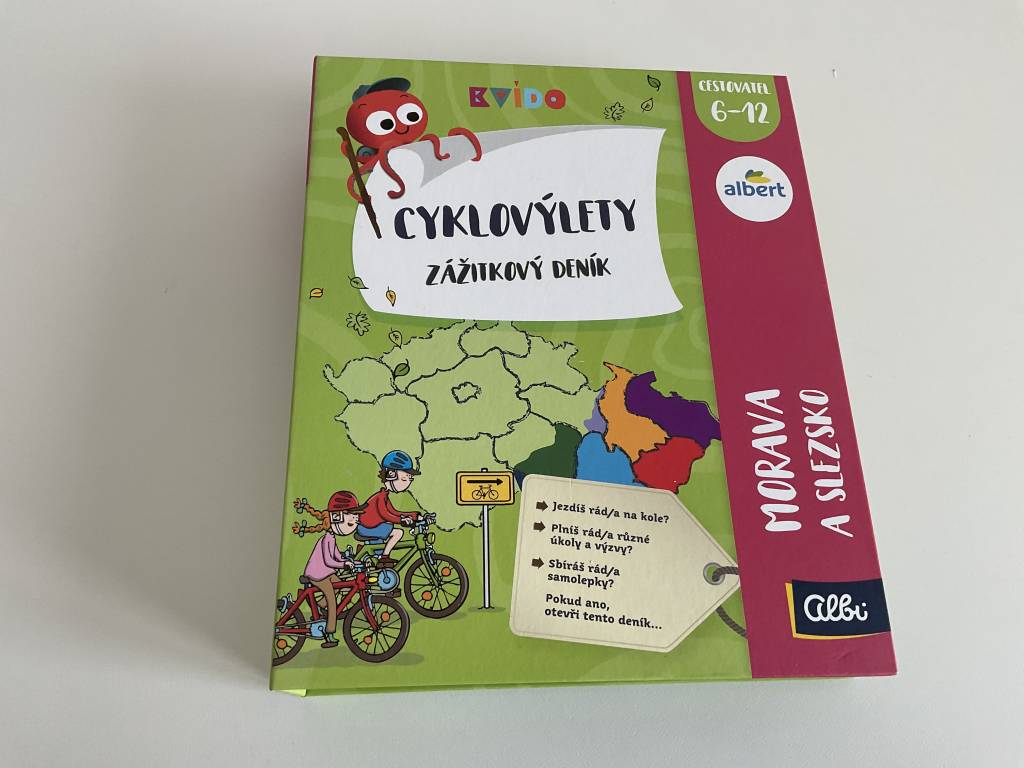 KVÍDO
CESTOVATEL
6–12
albert
CYKLOVÝLETY
ZÁŽITKOVÝ DENÍK
MORAVA
A SLEZSKO
Jezdíš rád/a na kole?
Plníš rád/a různé
úkoly a výzvy?
Sbíráš rád/a
samolepky?
Pokud ano,
otevři tento deník...
albi